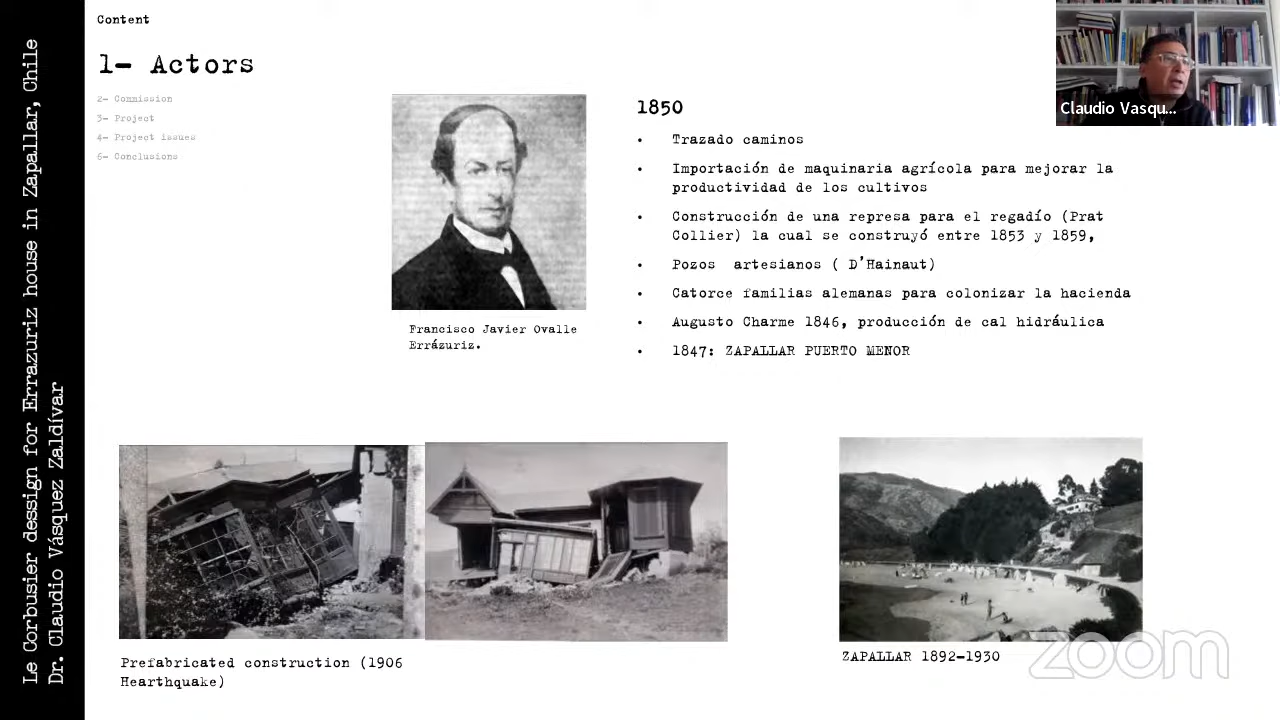 Content
1- Actors
2- Commission
3- Project
4- Project issues
6- Conclusions
Le Corbusier dessign for Errazuriz house in Zapallar, Chile
Dr. Claudio Vásquez Zaldívar
Francisco Javier Ovalle
Errázuriz.
1850
• Trazado caminos
• Importación de maquinaria agrícola para mejorar la
productividad de los cultivos
• Construcción de una represa para el regadío (Prat
Collier) la cual se construyó entre 1853 y 1859,
• Pozos artesianos ( D'Hainaut)
• Catorce familias alemanas para colonizar la hacienda
• Augusto Charme 1846, producción de cal hidráulica
• 1847: ZAPALLAR PUERTO MENOR
Claudio Vasqu...
Prefabricated construction (1906
Hearthquake)
ZAPALLAR 1892-1930
zoom